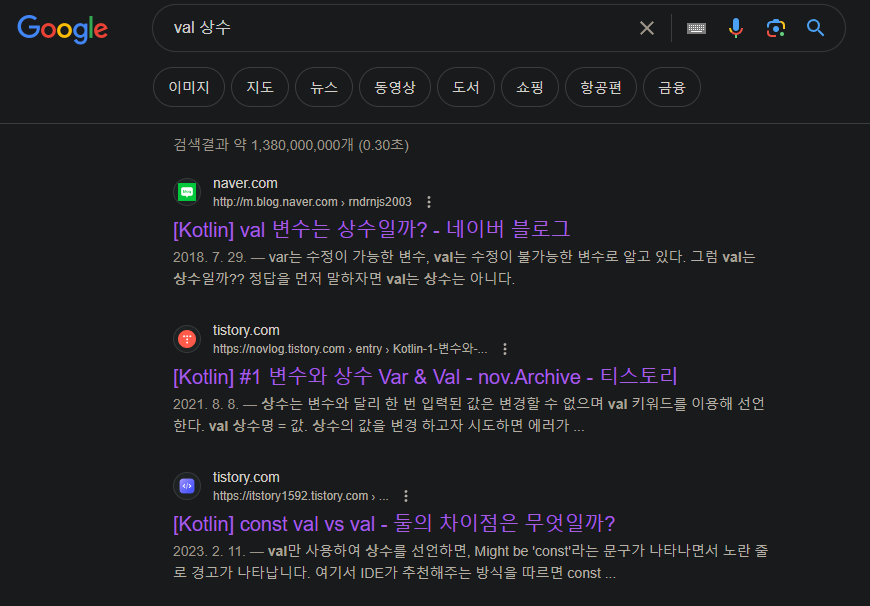 Google
val 상수
이미지
지도
뉴스
동영상
도서
쇼핑
항공편
금융
검색결과 약 1,380,000,000개 (0.30초)
naver.com
http://m.blog.naver.com › rndrnjs2003
[Kotlin] val 변수는 상수일까? - 네이버 블로그
2018. 7. 29. — var는 수정이 가능한 변수, val는 수정이 불가능한 변수로 알고 있다. 그럼 val는
상수일까?? 정답을 먼저 말하자면 val는 상수는 아니다.
tistory.com
https://novlog.tistory.com › entry › Kotlin-1-변수와-...
[Kotlin] #1 변수와 상수 Var & Val - nov.Archive - 티스토리
2021. 8. 8. — 상수는 변수와 달리 한 번 입력된 값은 변경할 수 없으며 val 키워드를 이용해 선언
한다. val 상수명 = 값. 상수의 값을 변경 하고자 시도하면 에러가 ...
tistory.com
https://itstory1592.tistory.com › ...
[Kotlin] const val vs val - 둘의 차이점은 무엇일까?
2023. 2. 11. — val만 사용하여 상수를 선언하면, Might be 'const'라는 문구가 나타나면서 노란 줄
로 경고가 나타납니다. 여기서 IDE가 추천해주는 방식을 따르면 const ...